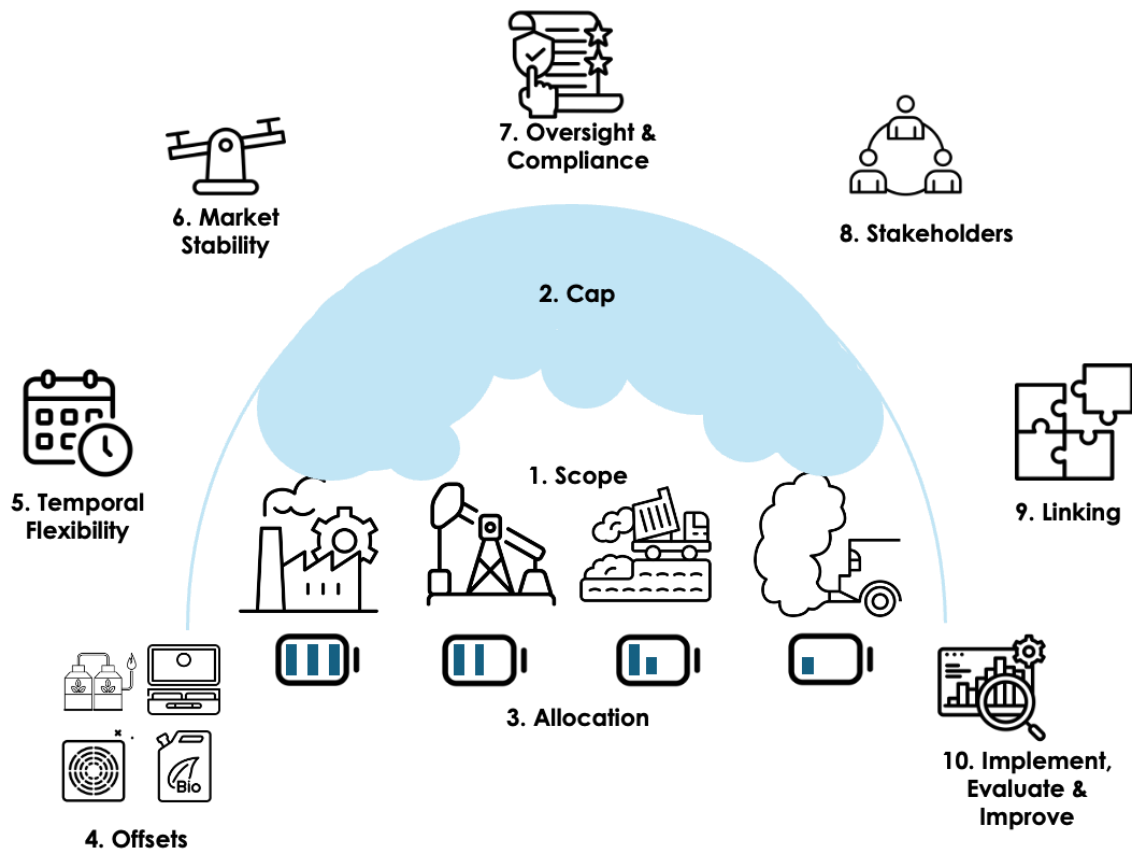 7. Oversight &
Compliance
6. Market
Stability
8. Stakeholders
2. Cap
5. Temporal
Flexibility
1. Scope
9. Linking
3. Allocation
Bio
4. Offsets
10. Implement,
Evaluate &
Improve